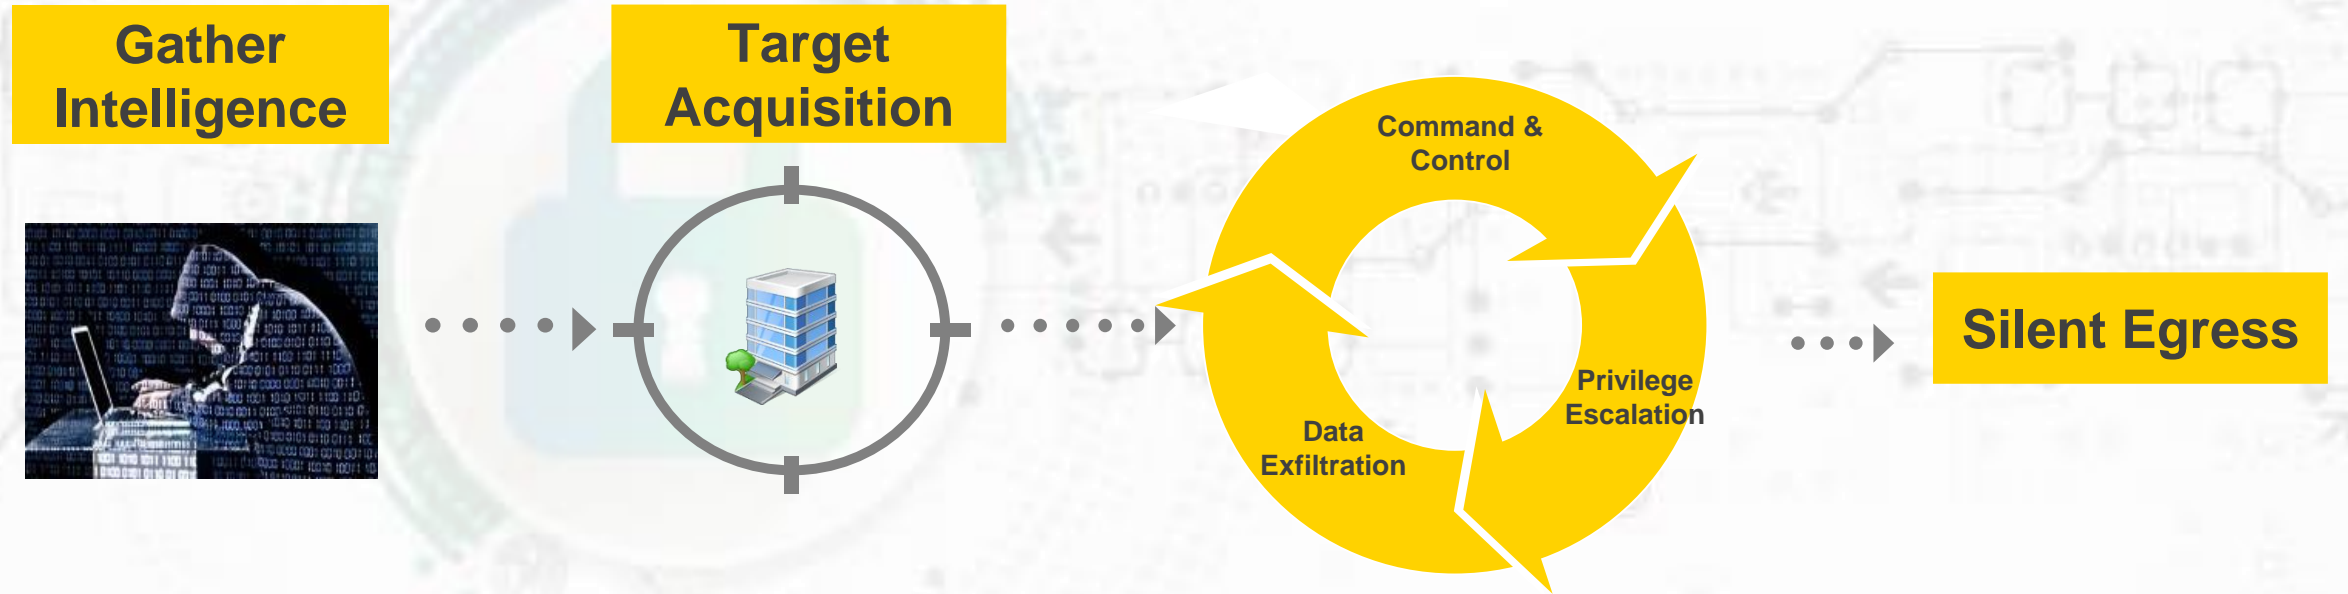 Gather
Intelligence
Target
Acquisition
Command &
Control
Privilege
Escalation
Data
Exfiltration
Silent Egress